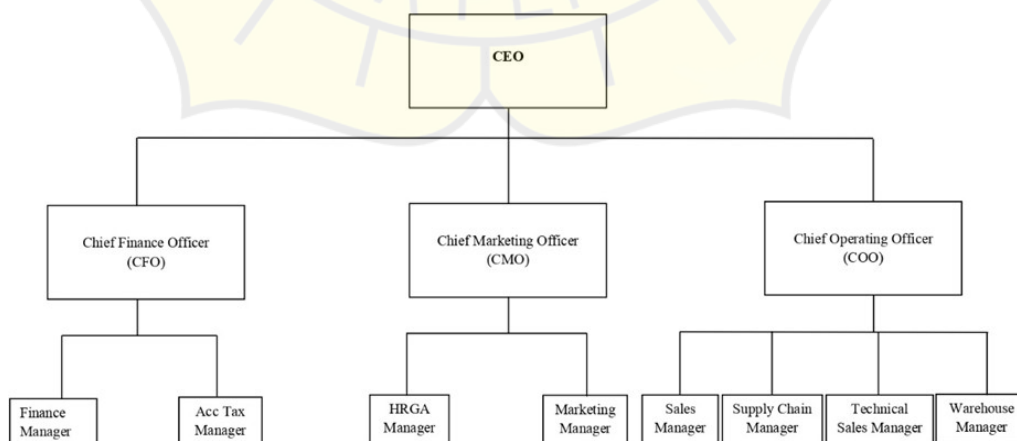 CEO
Chief Finance Officer
(CFO)
Chief Marketing Officer
(CMO)
Chief Operating Officer
(COO)
Finance
Manager
Acc Tax
Manager
HRGA
Manager
Marketing
Manager
Sales
Manager
Supply Chain
Manager
Technical
Sales Manager
Warehouse
Manager